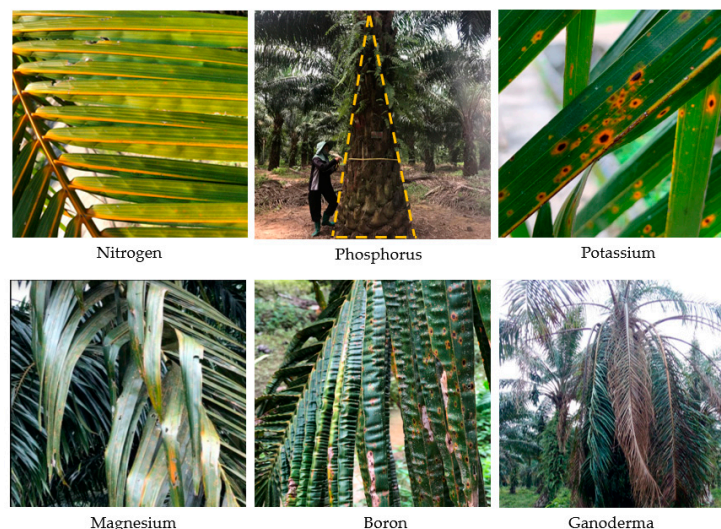 Nitrogen
Phosphorus
Potassium
Magnesium
Boron
Ganoderma